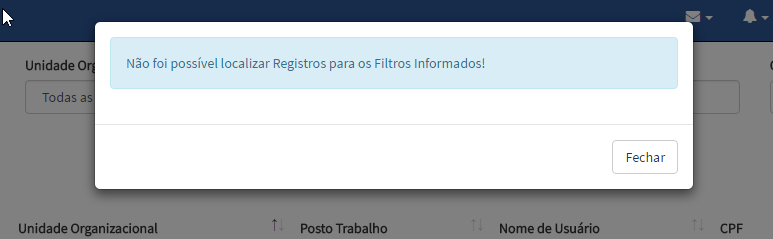 Não foi possível localizar Registros para os Filtros Informados!
Unidade Org
Todas as
Fechar
Unidade Organizacional Posto Trabalho Nome de Usuário CPF